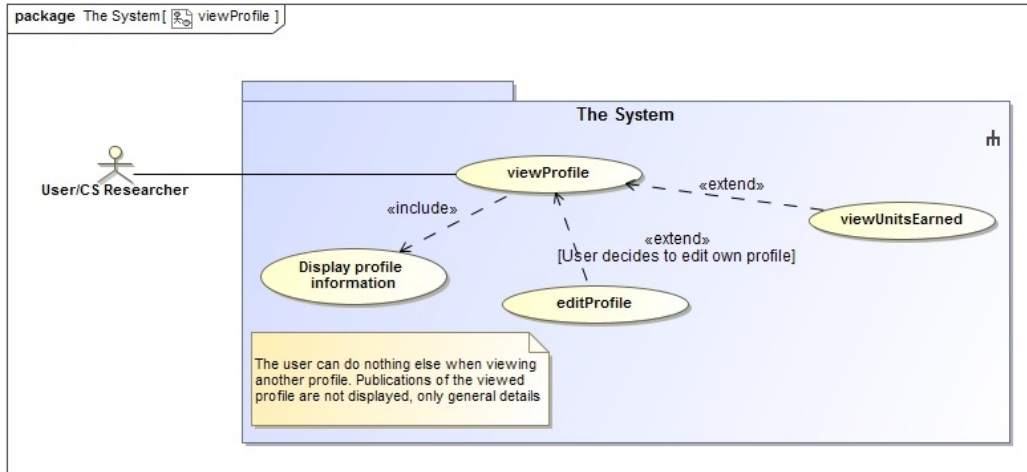 package The System[ viewProfile ]
The System
User/CS Researcher
viewProfile
«extend»
viewUnitsEarned
«include»
«extend»
[User decides to edit own profile]
Display profile
information
editProfile
The user can do nothing else when viewing
another profile. Publications of the viewed
profile are not displayed, only general details